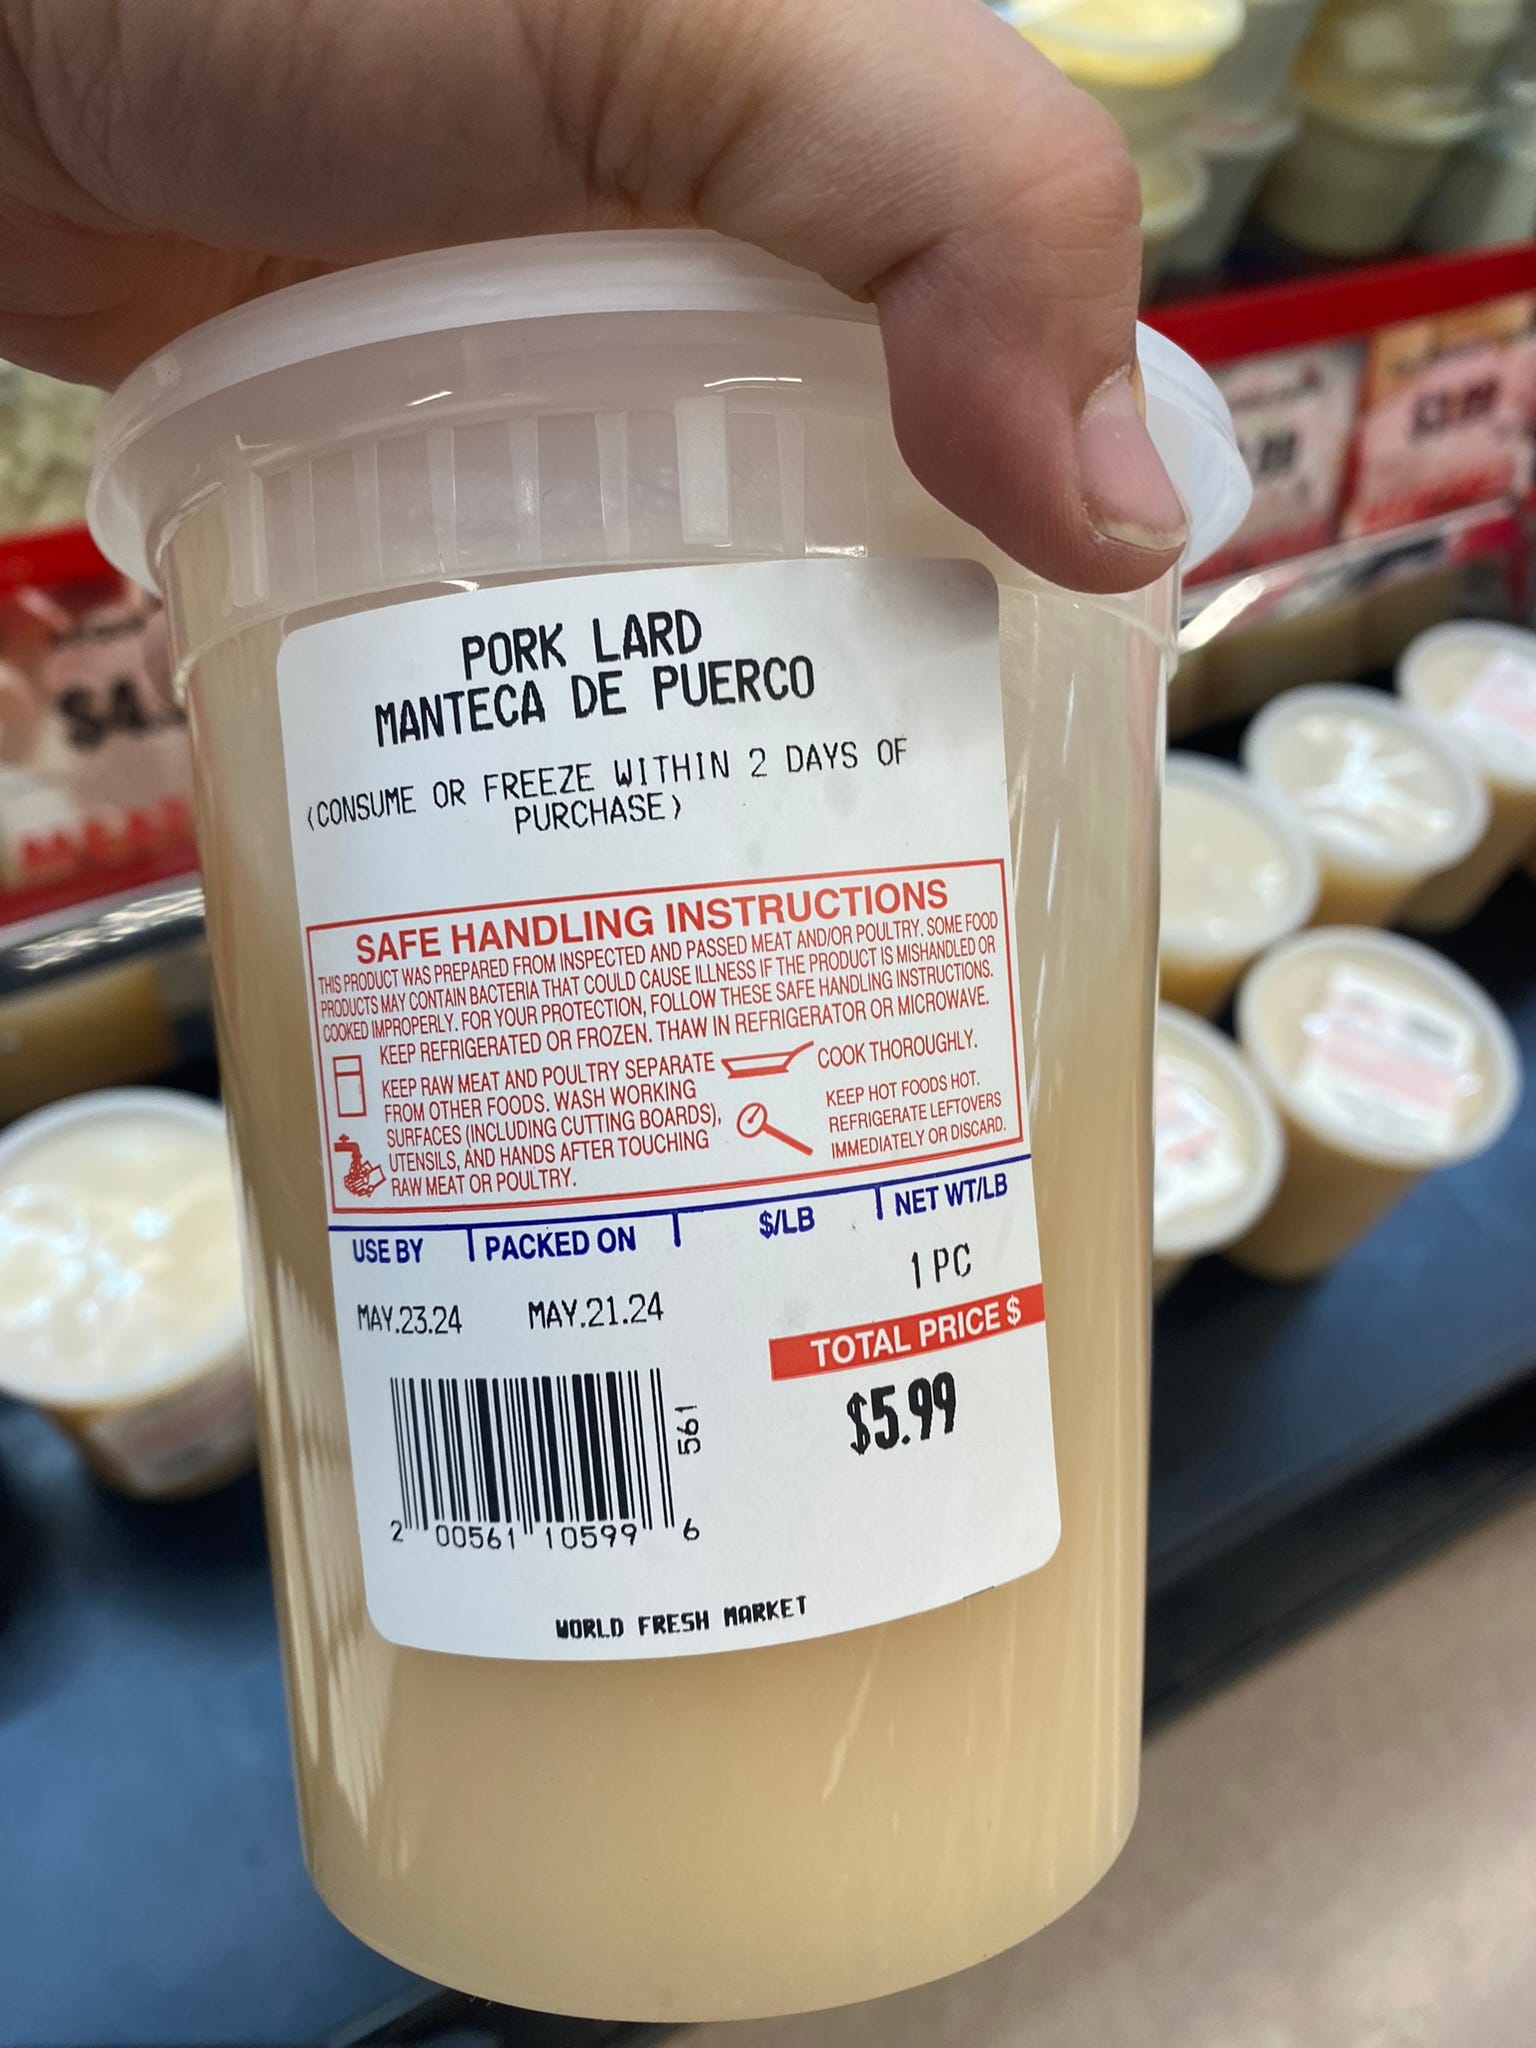 PORK LARD
MANTECA DE PUERCO
(CONSUME OR FREEZE WITHIN 2 DAYS OF
PURCHASE)
SAFE HANDLING INSTRUCTIONS
THIS PRODUCT WAS PREPARED FROM INSPECTED AND PASSED MEAT AND/OR POULTRY. SOME FOOD
PRODUCTS MAY CONTAIN BACTERIA THAT COULD CAUSE ILLNESS IF THE PRODUCT IS MISHANDLED OR
COOKED IMPROPERLY. FOR YOUR PROTECTION, FOLLOW THESE SAFE HANDLING INSTRUCTIONS.
KEEP REFRIGERATED OR FROZEN. THAW IN REFRIGERATOR OR MICROWAVE.
KEEP RAW MEAT AND POULTRY SEPARATE
FROM OTHER FOODS. WASH WORKING
SURFACES (INCLUDING CUTTING BOARDS),
UTENSILS, AND HANDS AFTER TOUCHING
RAW MEAT OR POULTRY.
COOK THOROUGHLY.
KEEP HOT FOODS HOT.
REFRIGERATE LEFTOVERS
IMMEDIATELY OR DISCARD.
USE BY PACKED ON $/LB NET WT/LB
MAY.23.24 MAY.21.24 1 PC
TOTAL PRICE $
$5.99
561
2 00561 10599 6
WORLD FRESH MARKET